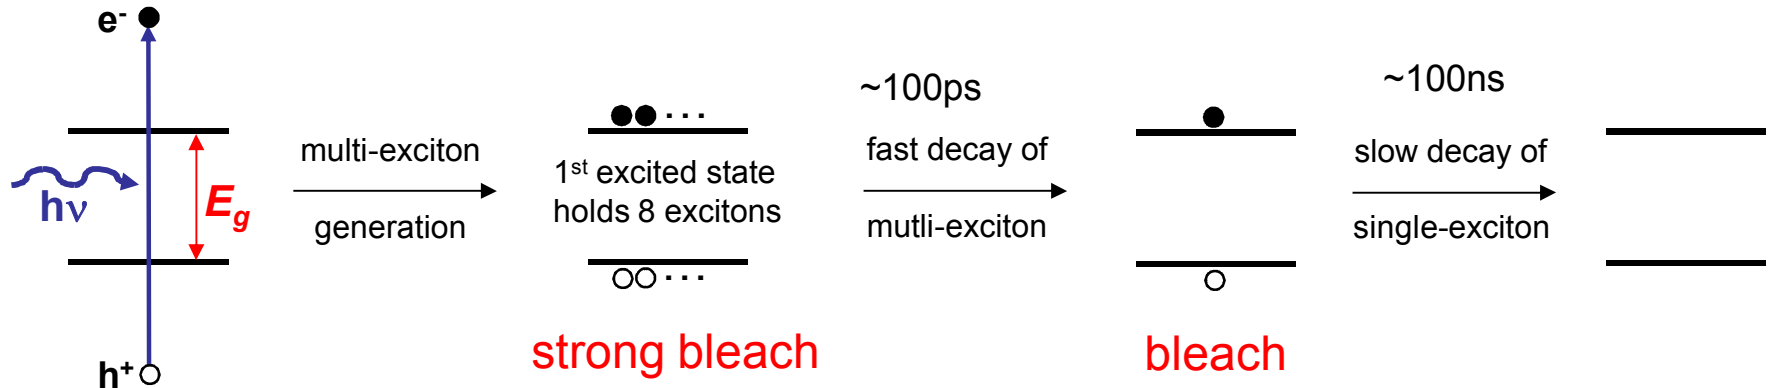 e-
h+
hν
Eg
multi-exciton
generation
1st excited state
holds 8 excitons
strong bleach
~100ps
fast decay of
mutli-exciton
bleach
~100ns
slow decay of
single-exciton